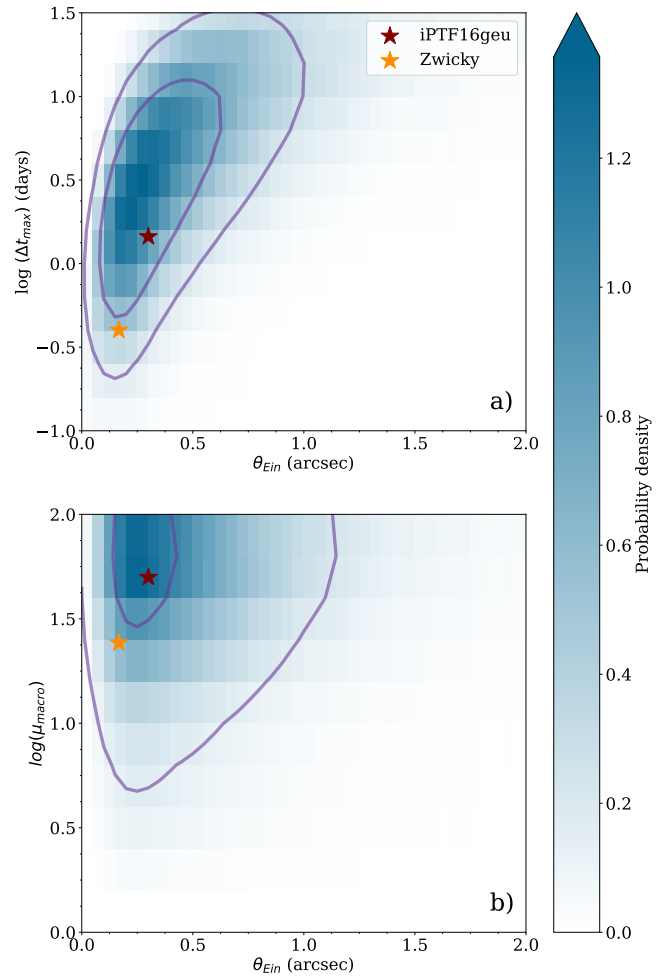 1.5
1.0
0.5
0.0
−0.5
−1.0
log (Δt_max) (days)
iPTF16geu
Zwicky
a)
0.0 0.5 1.0 1.5 2.0
θ_Ein (arcsec)
2.0
1.5
1.0
0.5
0.0
log(μ_macro)
b)
0.0 0.5 1.0 1.5 2.0
θ_Ein (arcsec)
1.2
1.0
0.8
0.6
0.4
0.2
0.0
Probability density